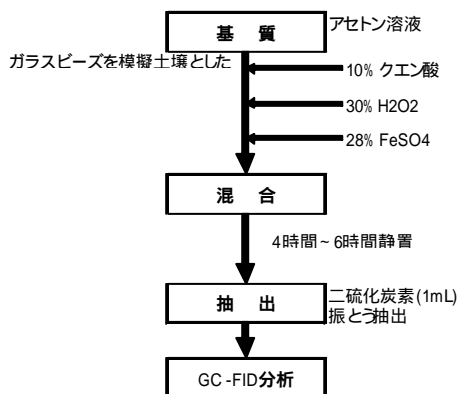 基 質
アセトン溶液
ガラスビーズを模擬土壌とした
10% クエン酸
30% H2O2
28% FeSO4
混 合
4時間~6時間静置
抽 出
二硫化炭素(1mL)
振とう抽出
GC-FID分析